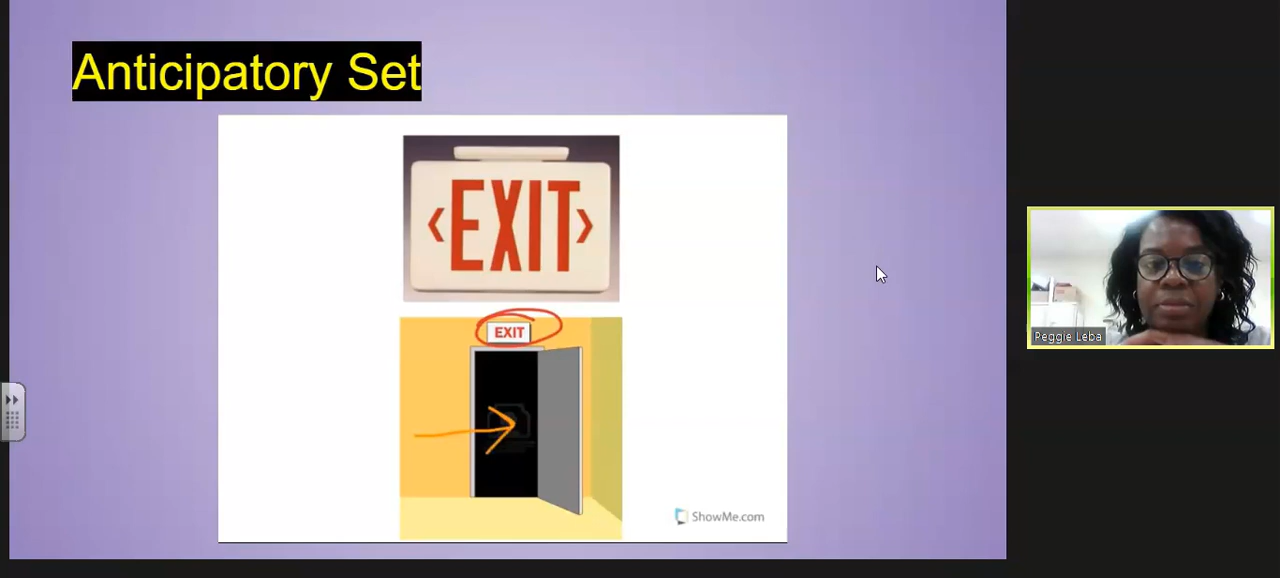 Anticipatory Set
<EXIT>
EXIT
ShowMe.com
Peggie Leba